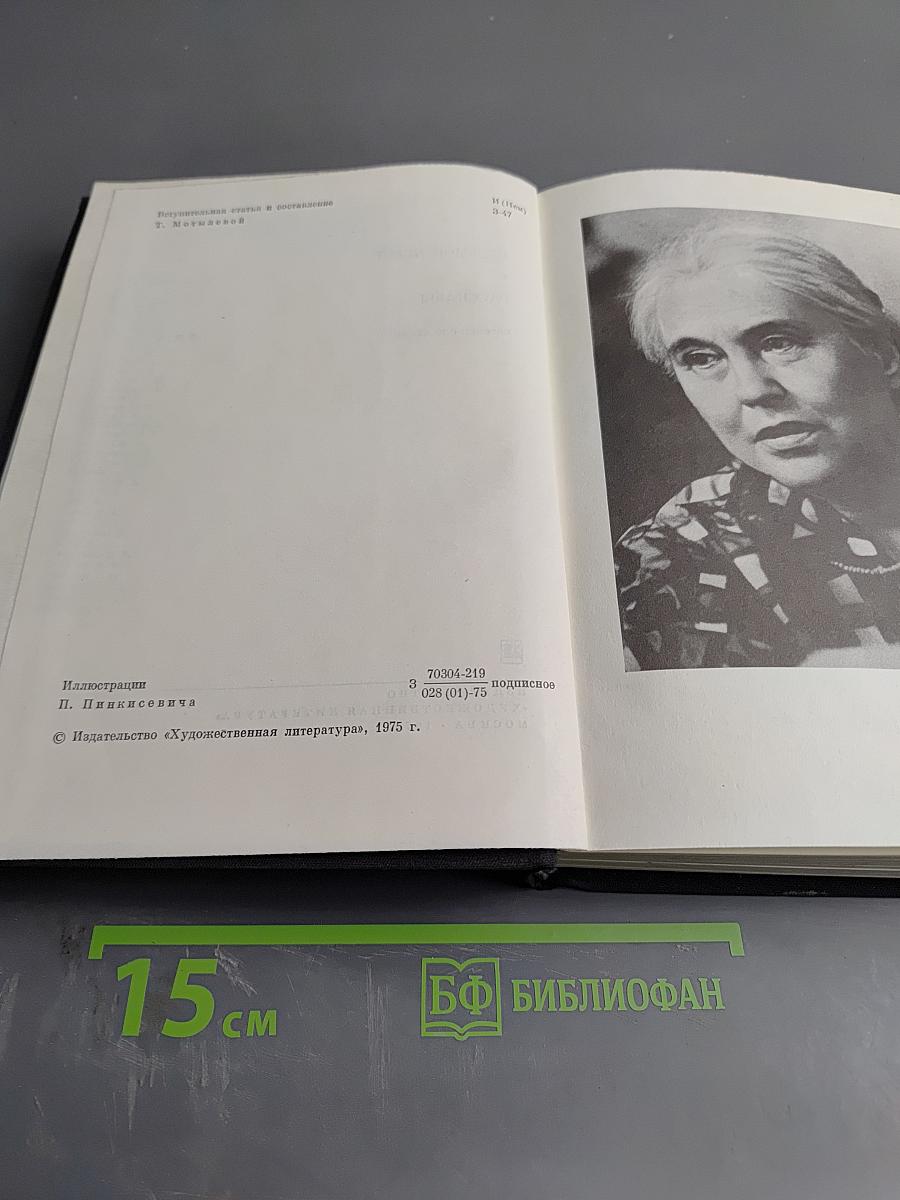 Вступительная статья и составление
Т. Мотылевой
И (Нем)
З-47
Иллюстрации
П. Пинкисевича
З 70304-219 подписное
028 (01)-75
© Издательство «Художественная литература», 1975 г.
15 см
БФ БИБЛИОФАН